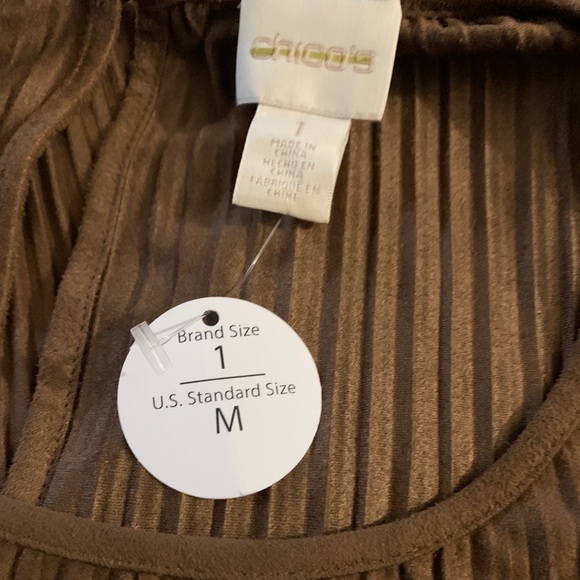 chico's
1
MADE IN
CHINA
HECHO EN
CHINA
FABRIQUE EN
CHINE
Brand Size
1
U.S. Standard Size
M